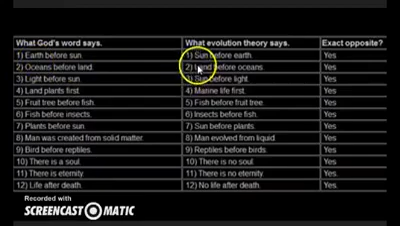 What God's word says. What evolution theory says. Exact opposite?
1) Earth before sun. 1) Sun before earth Yes
2) Oceans before land. 2) Land before oceans. Yes
3) Light before sun. 3) Sun before light. Yes
4) Land plants first. 4) Marine life first. Yes
5) Fruit tree before fish. 5) Fish before fruit tree. Yes
6) Fish before insects. 6) Insects before fish. Yes
7) Plants before sun. 7) Sun before plants. Yes
8) Man was created from solid matter. 8) Man evolved from liquid Yes
9) Bird before reptiles. 9) Reptiles before birds. Yes
10) There is a soul. 10) There is no soul. Yes
11) There is eternity. 11) There is no eternity. Yes.
12) Life after death. 12) No life after death. Yes
Recorded with
SCREENCAST MATIC